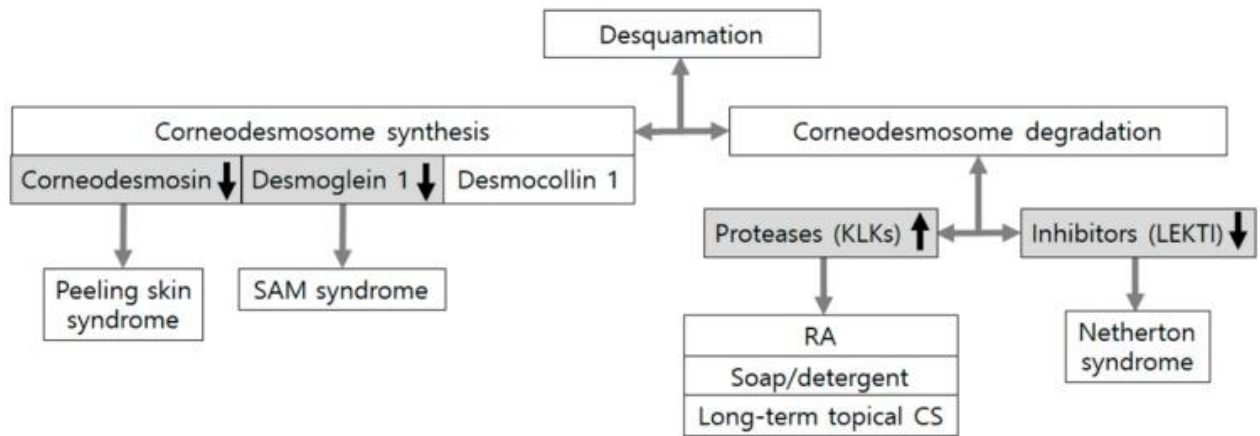 Desquamation
Corneodesmosome synthesis
Corneodesmosome degradation
Corneodesmosin
Desmoglein 1
Desmocollin 1
Proteases (KLKs)
Inhibitors (LEKTI)
Peeling skin
syndrome
SAM syndrome
RA
Soap/detergent
Long-term topical CS
Netherton
syndrome